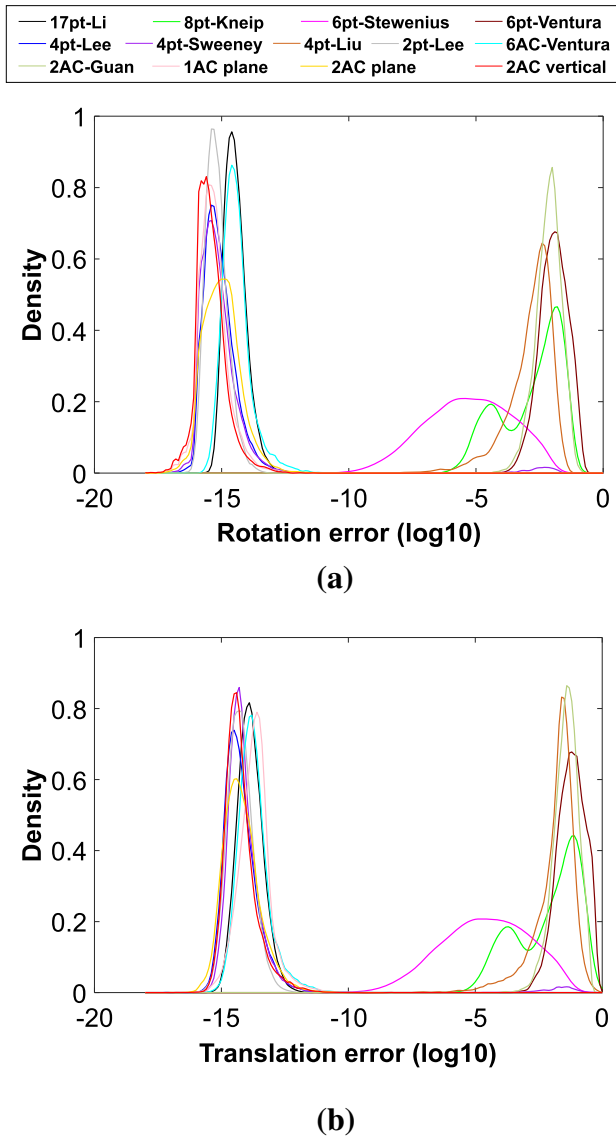 17pt-Li 8pt-Kneip 6pt-Stewenius 6pt-Ventura
4pt-Lee 4pt-Sweeney 4pt-Liu 2pt-Lee 6AC-Ventura
2AC-Guan 1AC plane 2AC plane 2AC vertical
1
0.8
0.6
0.4
0.2
0
Density
-20 -15 -10 -5 0
Rotation error (log10)
(a)
1
0.8
0.6
0.4
0.2
0
Density
-20 -15 -10 -5 0
Translation error (log10)
(b)